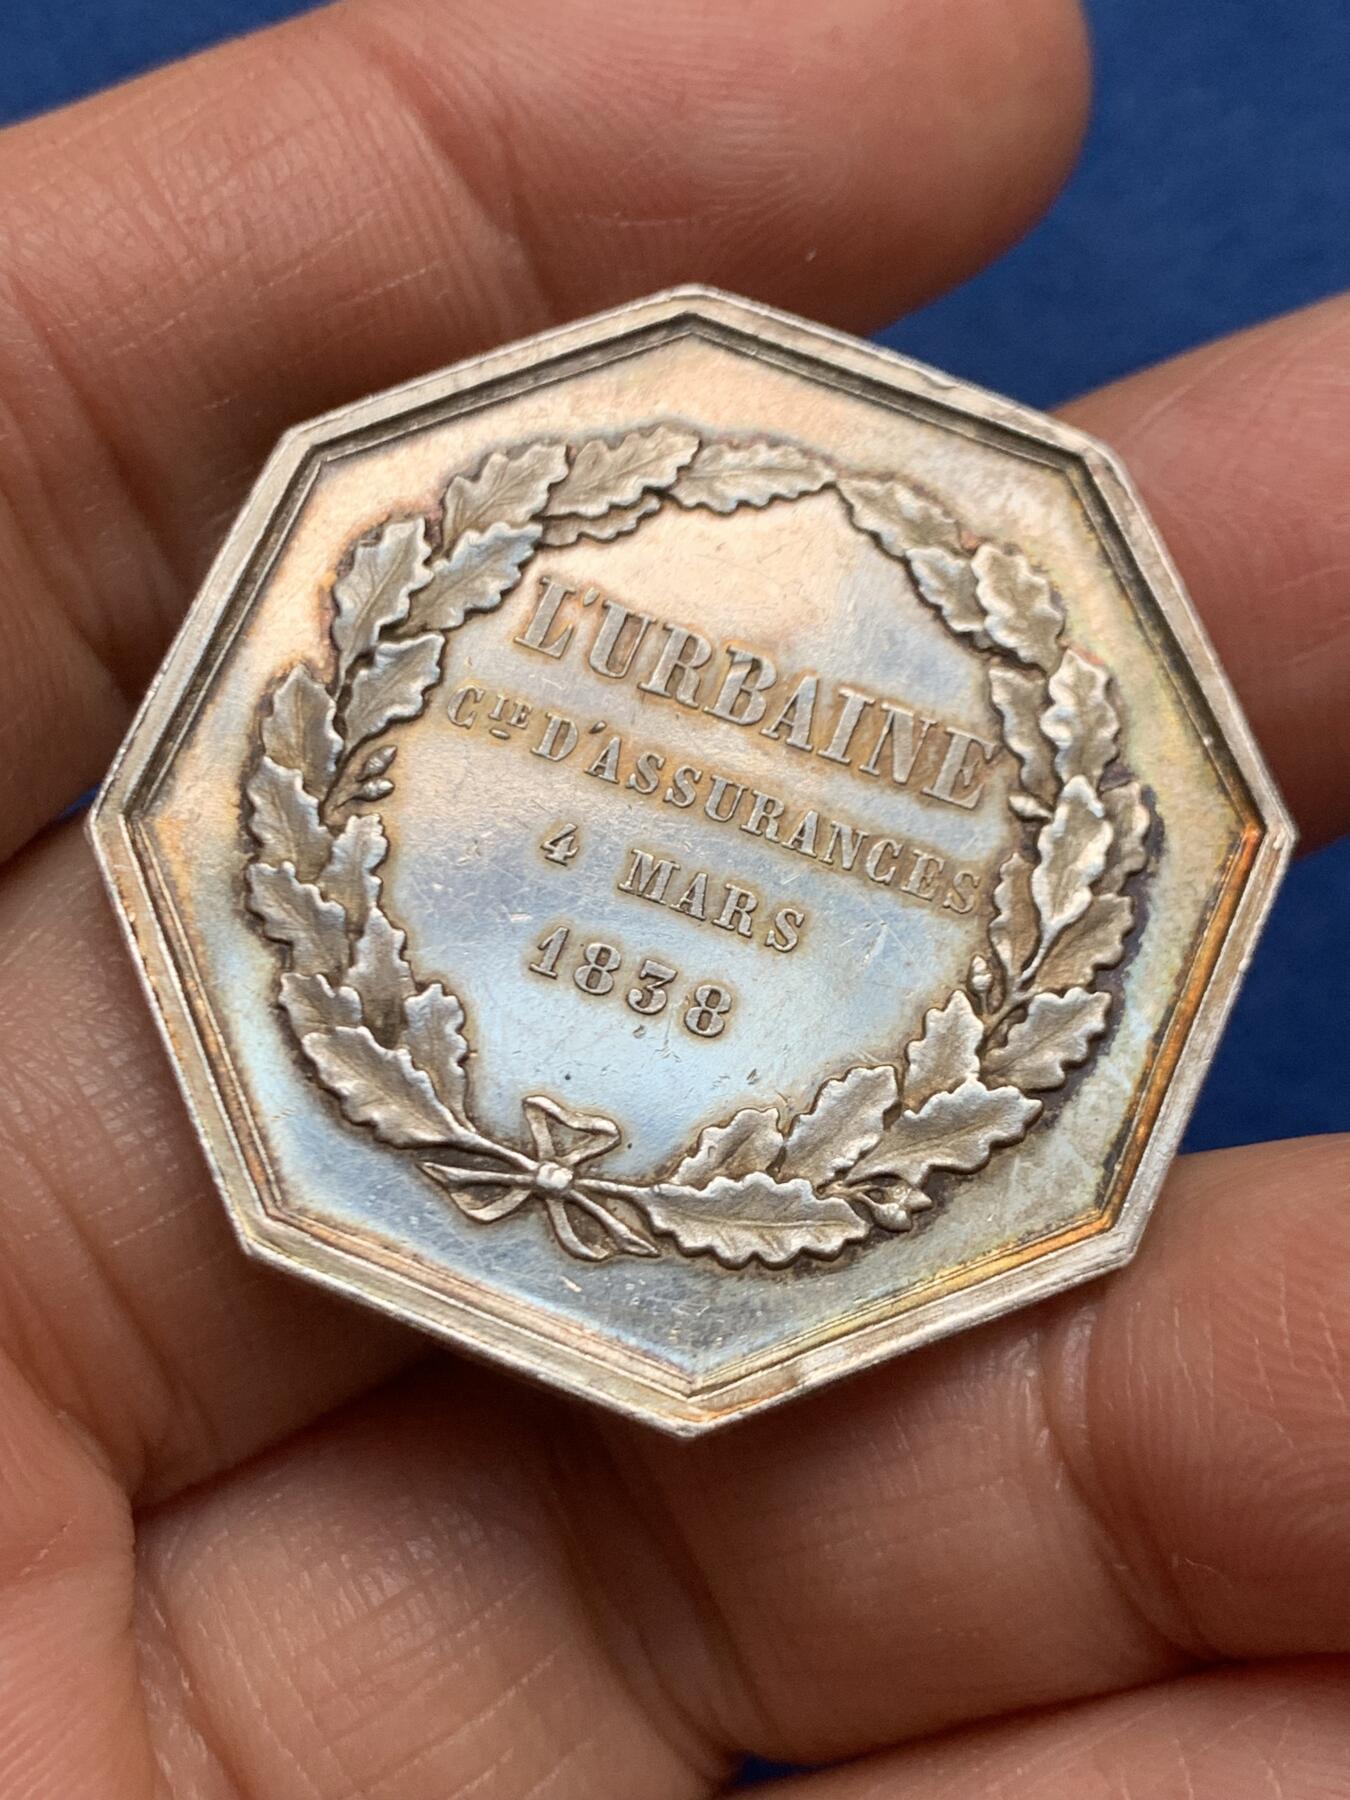 L'URBAINE
CIE D'ASSURANCES
4 MARS
1838